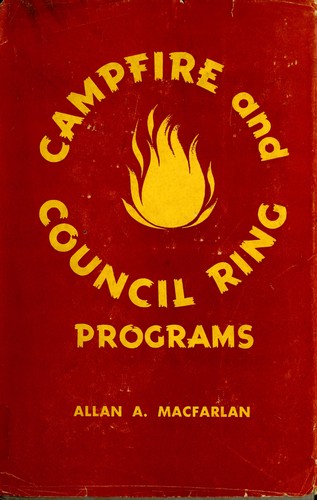 CAMPFIRE and
COUNCIL RING
PROGRAMS
ALLAN A. MACFARLAN